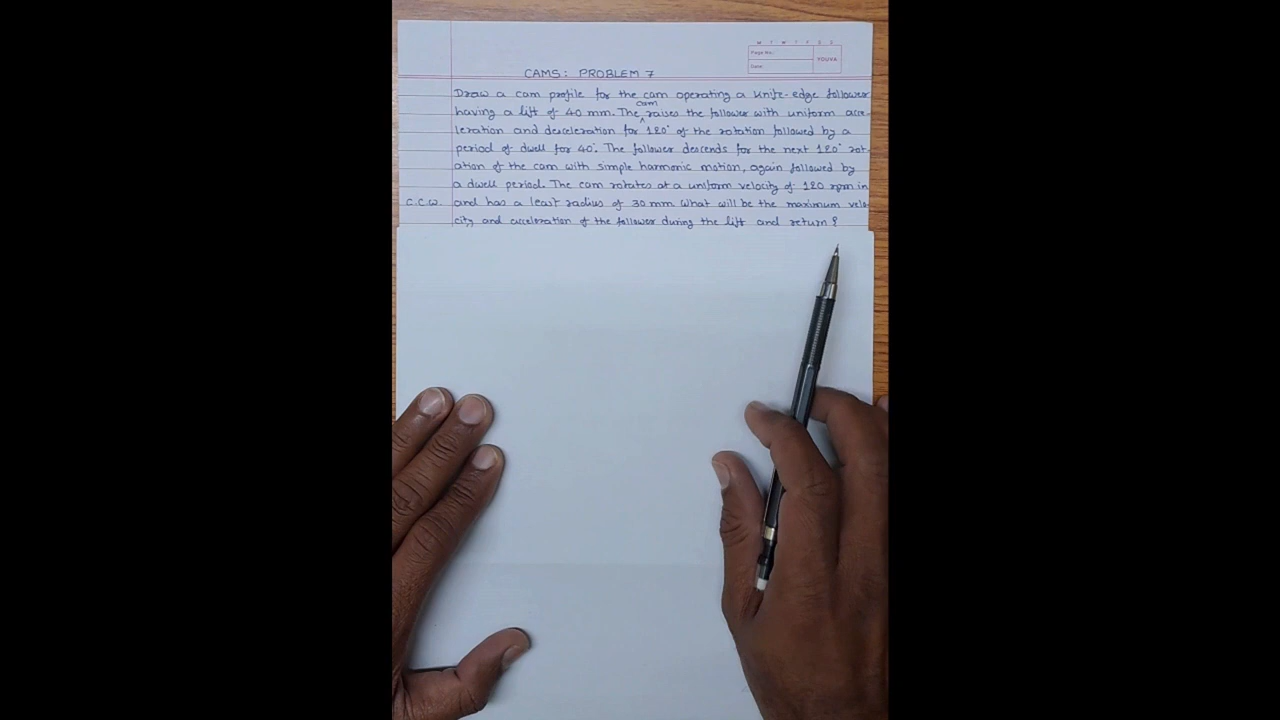 M T W T F S S
Page No.:
YOUVA
Date:
CAMS: PROBLEM 7
Draw a cam profile for the cam operating a knife-edge follower
having a lift of 40 mm. The cam raises the follower with uniform acce-
leration and desceleration for 120° of the rotation followed by a
period of dwell for 40°. The follower descends for the next 120° rot-
ation of the cam with simple harmonic motion, again followed by
a dwell period. The cam rotates at a uniform velocity of 120 rpm in
C.C.W. and has a least radius of 30 mm. What will be the maximum velo-
city, and acceleration of the follower during the lift and return?